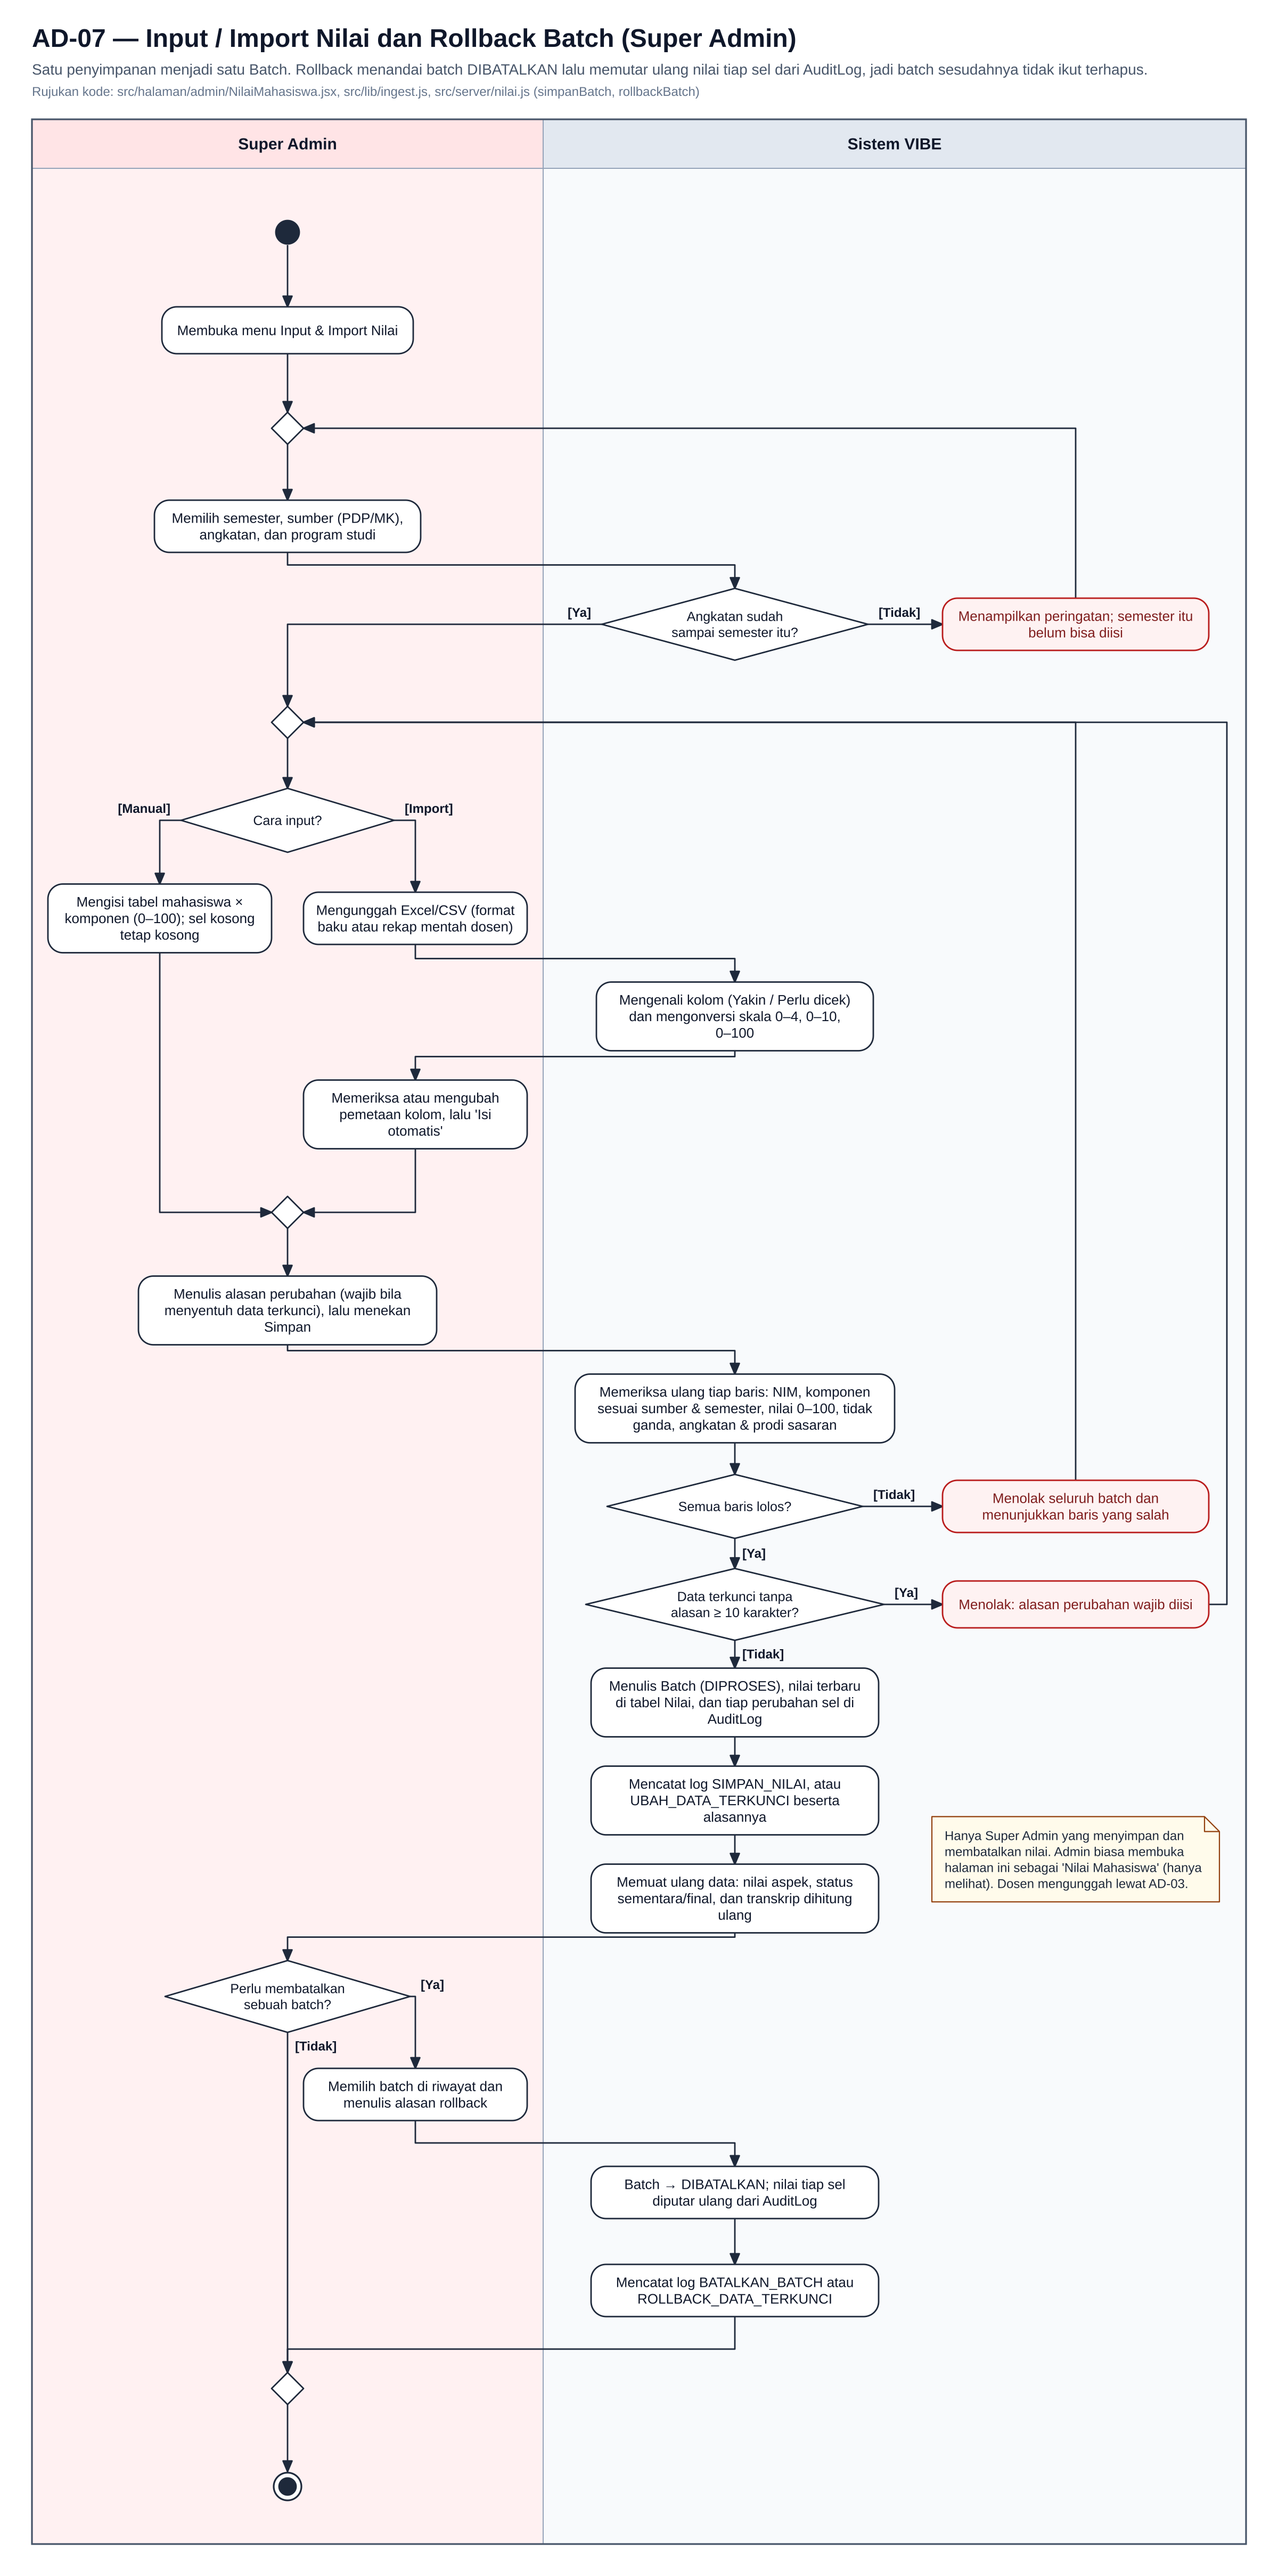 AD-07 — Input / Import Nilai dan Rollback Batch (Super Admin)
Satu penyimpanan menjadi satu Batch. Rollback menandai batch DIBATALKAN lalu memutar ulang nilai tiap sel dari AuditLog, jadi batch sesudahnya tidak ikut terhapus.
Rujukan kode: src/halaman/admin/NilaiMahasiswa.jsx, src/lib/ingest.js, src/server/nilai.js (simpanBatch, rollbackBatch)
Super Admin
Sistem VIBE
Membuka menu Input & Import Nilai
Memilih semester, sumber (PDP/MK),
angkatan, dan program studi
[Ya]
Angkatan sudah
sampai semester itu?
[Tidak]
Menampilkan peringatan; semester itu
belum bisa diisi
[Manual]
Cara input?
[Import]
Mengisi tabel mahasiswa ×
komponen (0–100); sel kosong
tetap kosong
Mengunggah Excel/CSV (format
baku atau rekap mentah dosen)
Mengenali kolom (Yakin / Perlu dicek)
dan mengonversi skala 0–4, 0–10,
0–100
Memeriksa atau mengubah
pemetaan kolom, lalu 'Isi
otomatis'
Menulis alasan perubahan (wajib bila
menyentuh data terkunci), lalu menekan
Simpan
Memeriksa ulang tiap baris: NIM, komponen
sesuai sumber & semester, nilai 0–100, tidak
ganda, angkatan & prodi sasaran
Semua baris lolos?
[Tidak]
Menolak seluruh batch dan
menunjukkan baris yang salah
[Ya]
Data terkunci tanpa
alasan ≥ 10 karakter?
[Ya]
Menolak: alasan perubahan wajib diisi
[Tidak]
Menulis Batch (DIPROSES), nilai terbaru
di tabel Nilai, dan tiap perubahan sel di
AuditLog
Mencatat log SIMPAN_NILAI, atau
UBAH_DATA_TERKUNCI beserta
alasannya
Hanya Super Admin yang menyimpan dan
membatalkan nilai. Admin biasa membuka
halaman ini sebagai 'Nilai Mahasiswa' (hanya
melihat). Dosen mengunggah lewat AD-03.
Memuat ulang data: nilai aspek, status
sementara/final, dan transkrip dihitung
ulang
Perlu membatalkan
sebuah batch?
[Ya]
[Tidak]
Memilih batch di riwayat dan
menulis alasan rollback
Batch → DIBATALKAN; nilai tiap sel
diputar ulang dari AuditLog
Mencatat log BATALKAN_BATCH atau
ROLLBACK_DATA_TERKUNCI